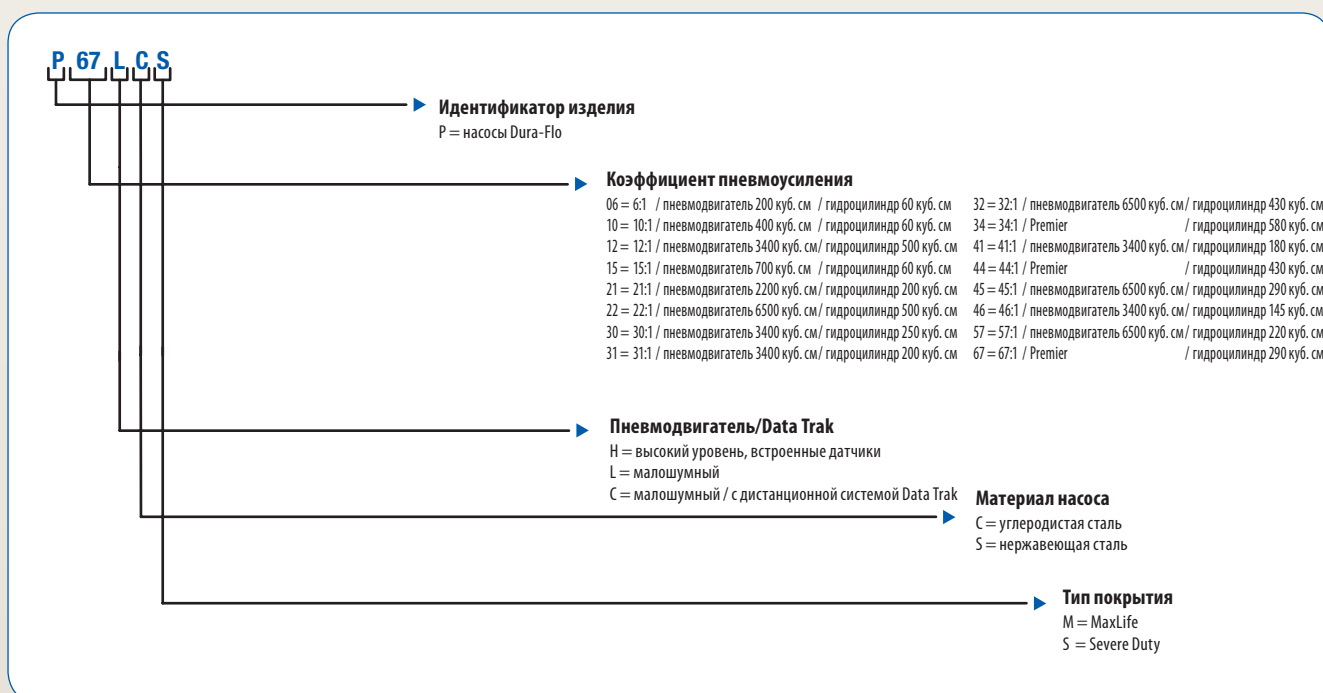 P 67 L C S
Идентификатор изделия
P = насосы Dura-Flo
Коэффициент пневмоусиления
06 = 6:1 / пневмодвигатель 200 куб. см / гидроцилиндр 60 куб. см
10 = 10:1 / пневмодвигатель 400 куб. см / гидроцилиндр 60 куб. см
12 = 12:1 / пневмодвигатель 3400 куб. см/ гидроцилиндр 500 куб. см
15 = 15:1 / пневмодвигатель 700 куб. см / гидроцилиндр 60 куб. см
21 = 21:1 / пневмодвигатель 2200 куб. см/ гидроцилиндр 200 куб. см
22 = 22:1 / пневмодвигатель 6500 куб. см/ гидроцилиндр 500 куб. см
30 = 30:1 / пневмодвигатель 3400 куб. см/ гидроцилиндр 250 куб. см
31 = 31:1 / пневмодвигатель 3400 куб. см/ гидроцилиндр 200 куб. см
32 = 32:1 / пневмодвигатель 6500 куб. см/ гидроцилиндр 430 куб. см
34 = 34:1 / Premier / гидроцилиндр 580 куб. см
41 = 41:1 / пневмодвигатель 3400 куб. см/ гидроцилиндр 180 куб. см
44 = 44:1 / Premier / гидроцилиндр 430 куб. см
45 = 45:1 / пневмодвигатель 6500 куб. см/ гидроцилиндр 290 куб. см
46 = 46:1 / пневмодвигатель 3400 куб. см/ гидроцилиндр 145 куб. см
57 = 57:1 / пневмодвигатель 6500 куб. см/ гидроцилиндр 220 куб. см
67 = 67:1 / Premier / гидроцилиндр 290 куб. см
Пневмодвигатель/Data Trak
H = высокий уровень, встроенные датчики
L = малошумный
C = малошумный / с дистанционной системой Data Trak
Материал насоса
C = углеродистая сталь
S = нержавеющая сталь
Тип покрытия
M = MaxLife
S = Severe Duty